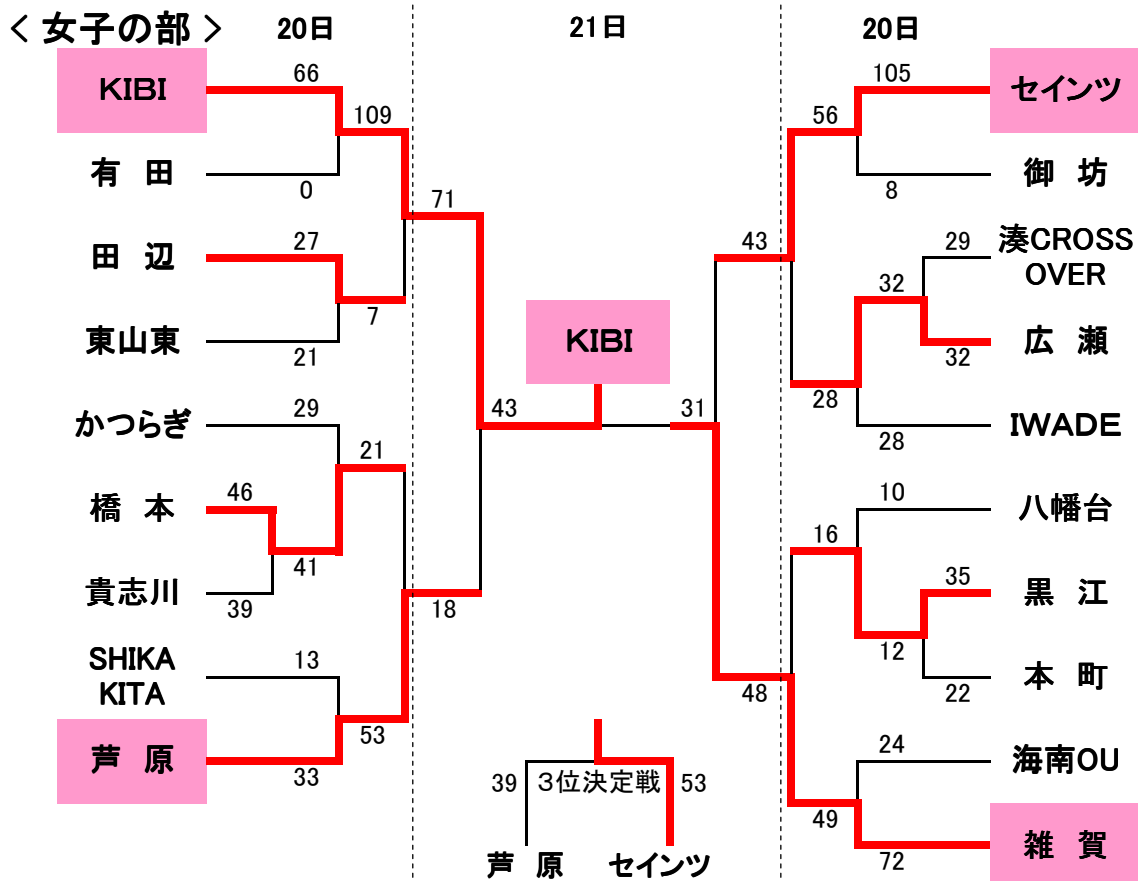 < 女子の部 >
20日
21日
20日
KIBI
66
109
有 田
0
71
田 辺
27
7
東山東
21
かつらぎ
29
21
橋 本
46
41
貴志川
39
18
SHIKA
KITA
13
53
芦 原
33
KIBI
43
31
39
3位決定戦
53
芦 原
セインツ
105
セインツ
56
8
御 坊
43
29
湊CROSS
OVER
32
32
広 瀬
28
28
IWADE
10
八幡台
16
35
黒 江
12
22
本 町
48
24
海南OU
49
72
雑 賀